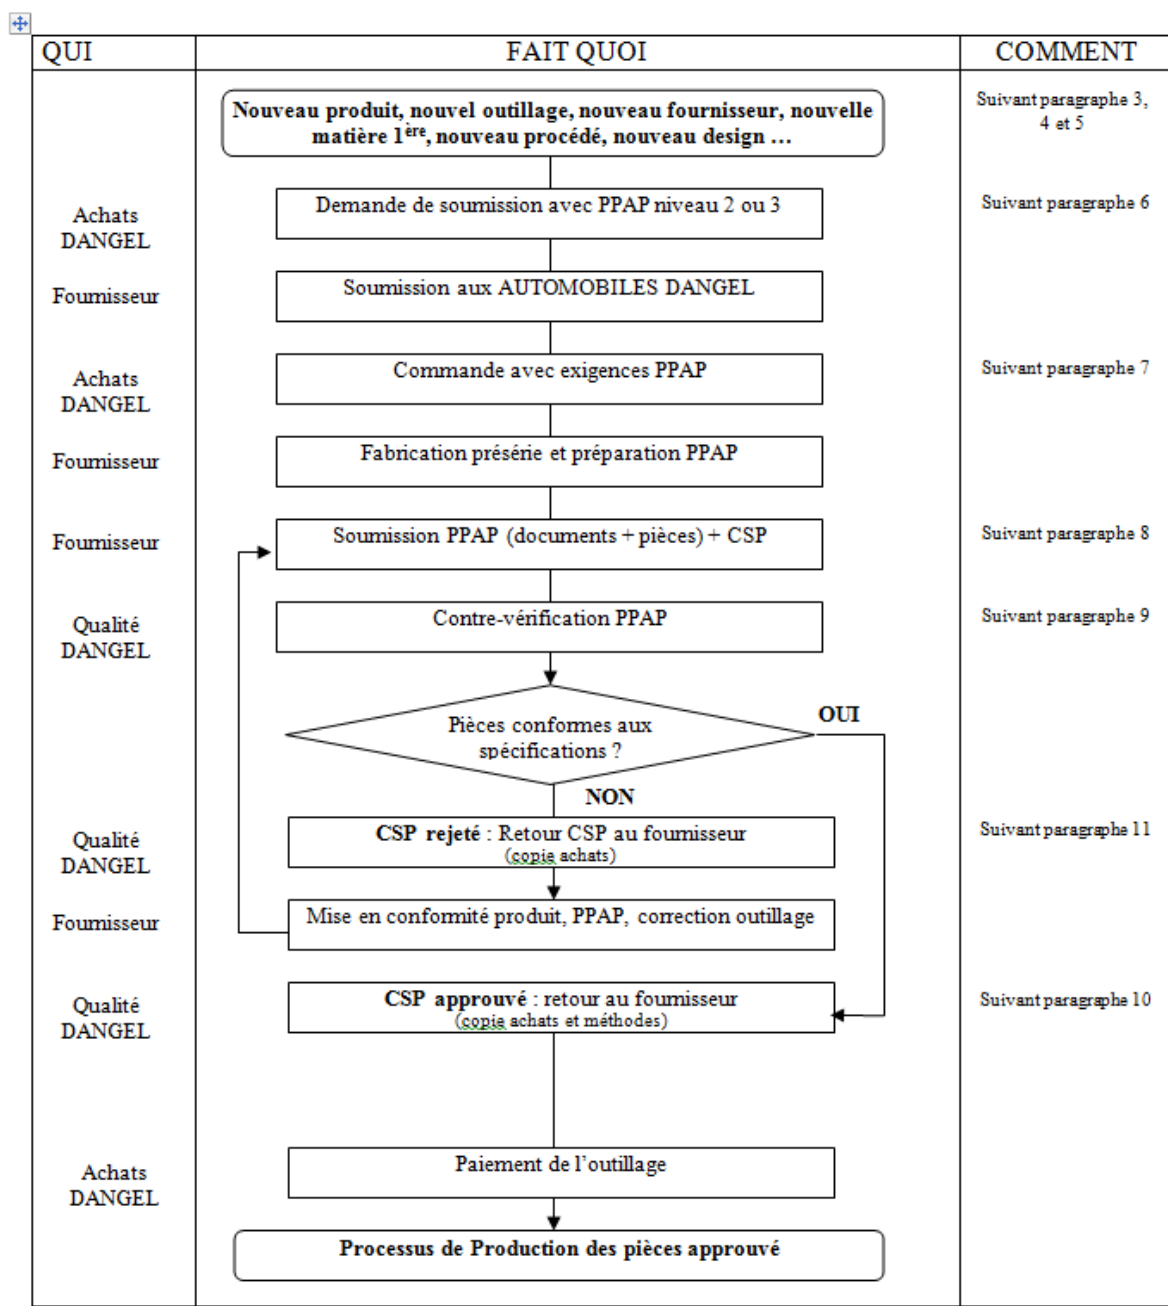 QUI FAIT QUOI COMMENT
Nouveau produit, nouvel outillage, nouveau fournisseur, nouvelle
matière 1ère, nouveau procédé, nouveau design ...
Suivant paragraphe 3,
4 et 5
Achats
DANGEL
Demande de soumission avec PPAP niveau 2 ou 3
Suivant paragraphe 6
Fournisseur
Soumission aux AUTOMOBILES DANGEL
Achats
DANGEL
Commande avec exigences PPAP
Suivant paragraphe 7
Fournisseur
Fabrication présérie et préparation PPAP
Fournisseur
Soumission PPAP (documents + pièces) + CSP
Suivant paragraphe 8
Qualité
DANGEL
Contre-vérification PPAP
Suivant paragraphe 9
Pièces conformes aux
spécifications ?
OUI
NON
Qualité
DANGEL
CSP rejeté : Retour CSP au fournisseur
(copie achats)
Suivant paragraphe 11
Fournisseur
Mise en conformité produit, PPAP, correction outillage
Qualité
DANGEL
CSP approuvé : retour au fournisseur
(copie achats et méthodes)
Suivant paragraphe 10
Achats
DANGEL
Paiement de l'outillage
Processus de Production des pièces approuvé